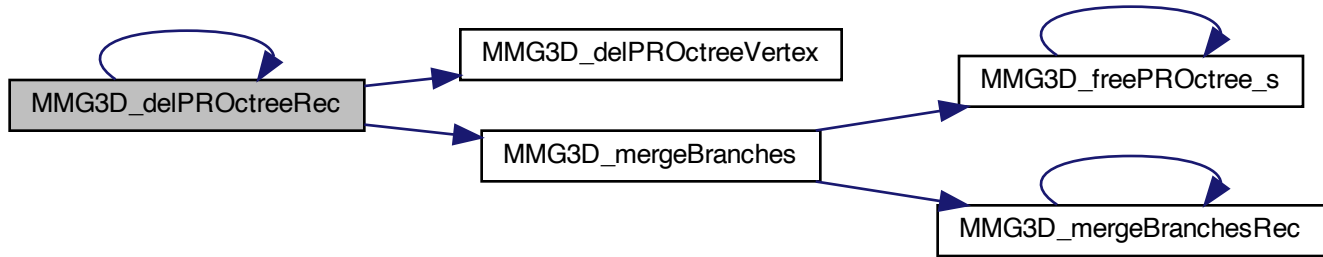 MMG3D_delPROctreeRec
MMG3D_delPROctreeVertex
MMG3D_mergeBranches
MMG3D_freePROctree_s
MMG3D_mergeBranchesRec